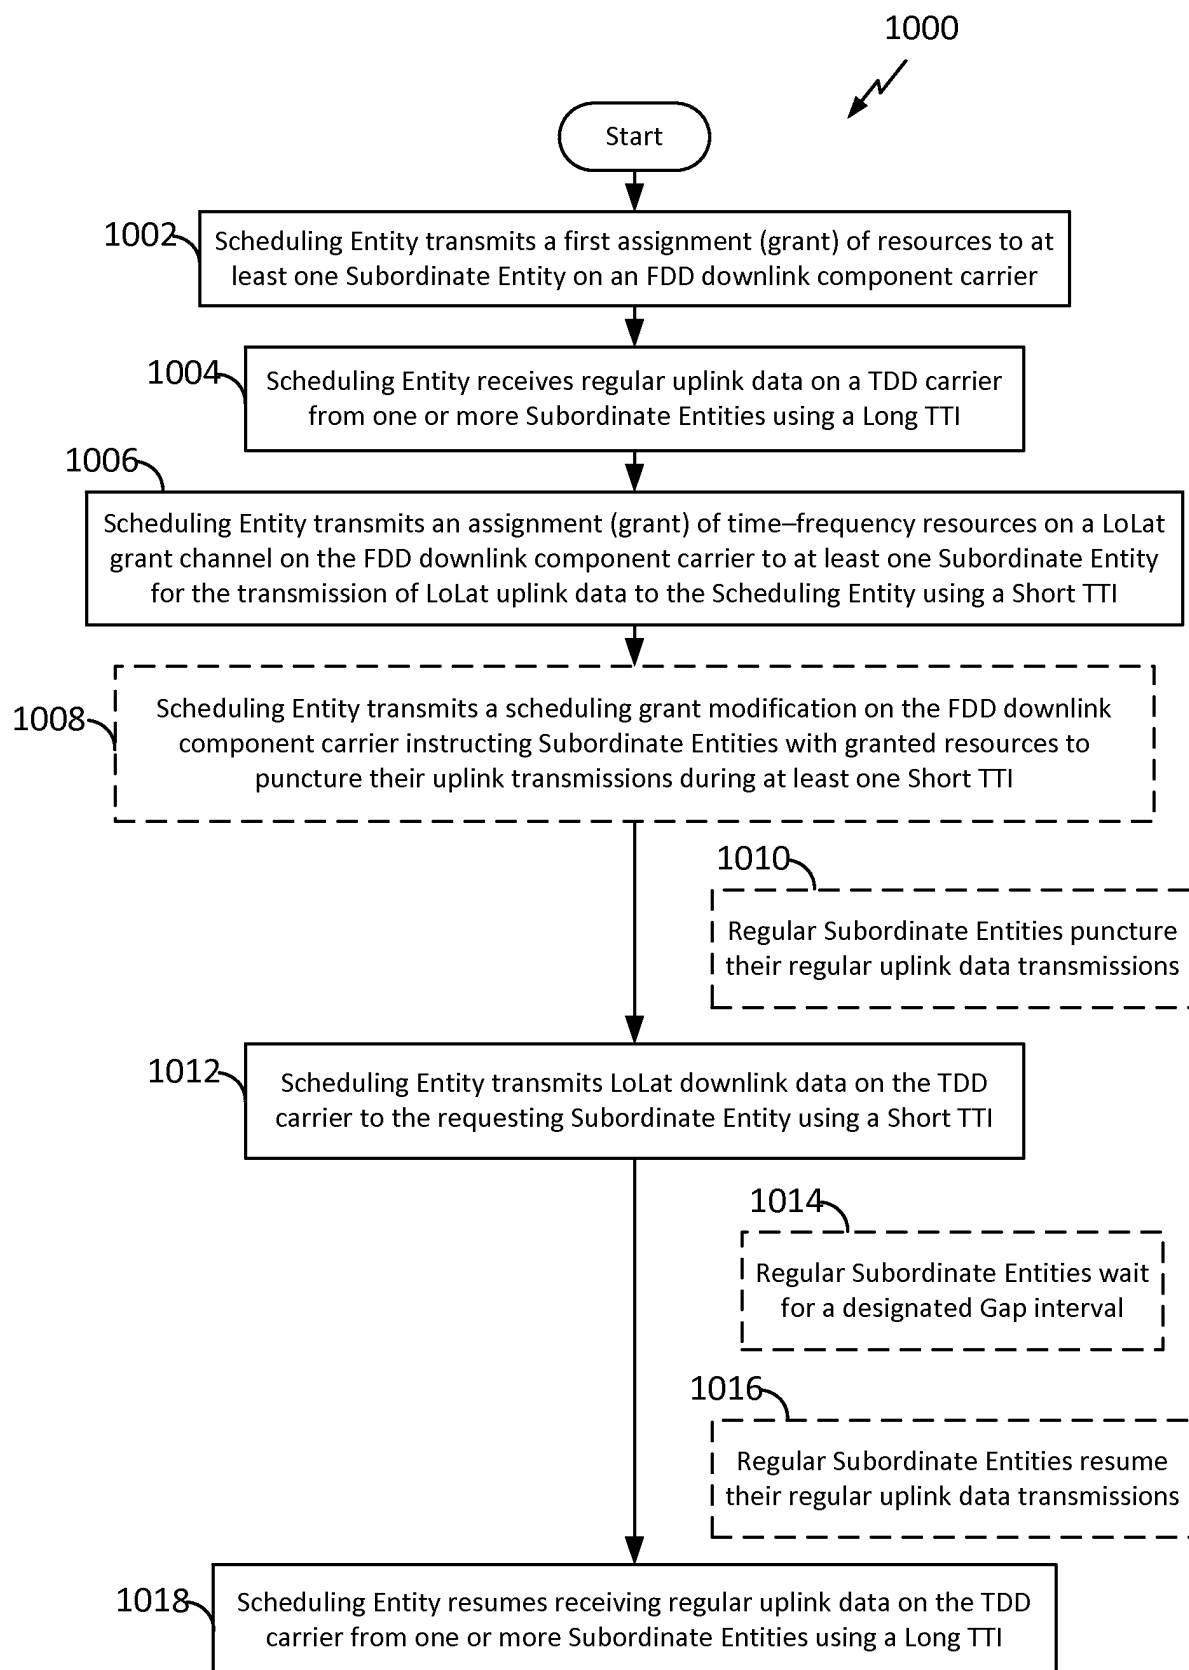 1000
Start
1002
Scheduling Entity transmits a first assignment (grant) of resources to at
least one Subordinate Entity on an FDD downlink component carrier
1004
Scheduling Entity receives regular uplink data on a TDD carrier
from one or more Subordinate Entities using a Long TTI
1006
Scheduling Entity transmits an assignment (grant) of time–frequency resources on a LoLat
grant channel on the FDD downlink component carrier to at least one Subordinate Entity
for the transmission of LoLat uplink data to the Scheduling Entity using a Short TTI
1008
Scheduling Entity transmits a scheduling grant modification on the FDD downlink
component carrier instructing Subordinate Entities with granted resources to
puncture their uplink transmissions during at least one Short TTI
1010
Regular Subordinate Entities puncture
their regular uplink data transmissions
1012
Scheduling Entity transmits LoLat downlink data on the TDD
carrier to the requesting Subordinate Entity using a Short TTI
1014
Regular Subordinate Entities wait
for a designated Gap interval
1016
Regular Subordinate Entities resume
their regular uplink data transmissions
1018
Scheduling Entity resumes receiving regular uplink data on the TDD
carrier from one or more Subordinate Entities using a Long TTI